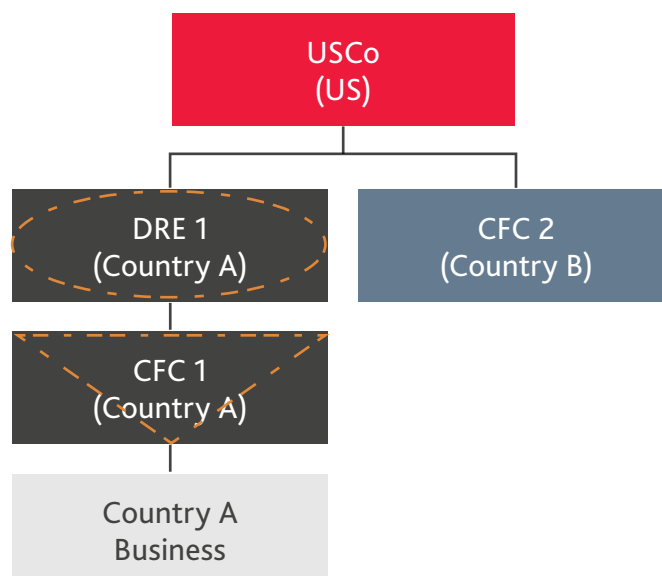 USCo
(US)
DRE 1
(Country A)
CFC 2
(Country B)
CFC 1
(Country A)
Country A
Business